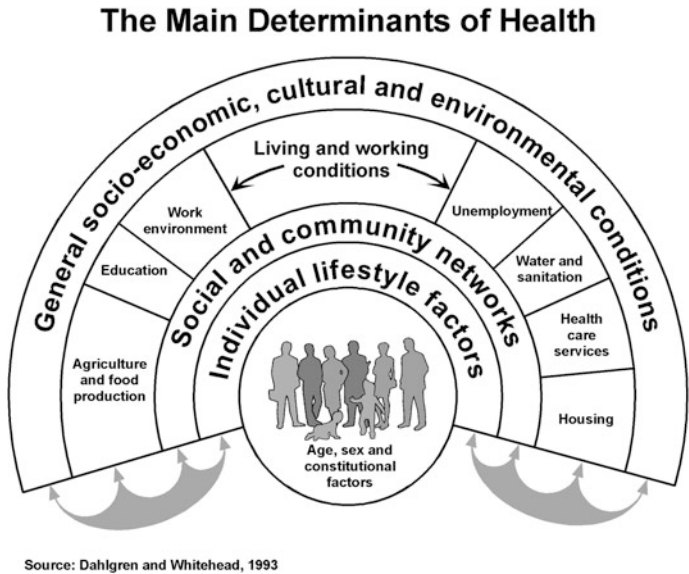 The Main Determinants of Health
General socio-economic, cultural and environmental conditions
Living and working
conditions
Work
environment
Education
Agriculture
and food
production
Unemployment
Water and
sanitation
Health
care
services
Housing
Social and community networks
Individual lifestyle factors
Age, sex and
constitutional
factors
Source: Dahlgren and Whitehead, 1993